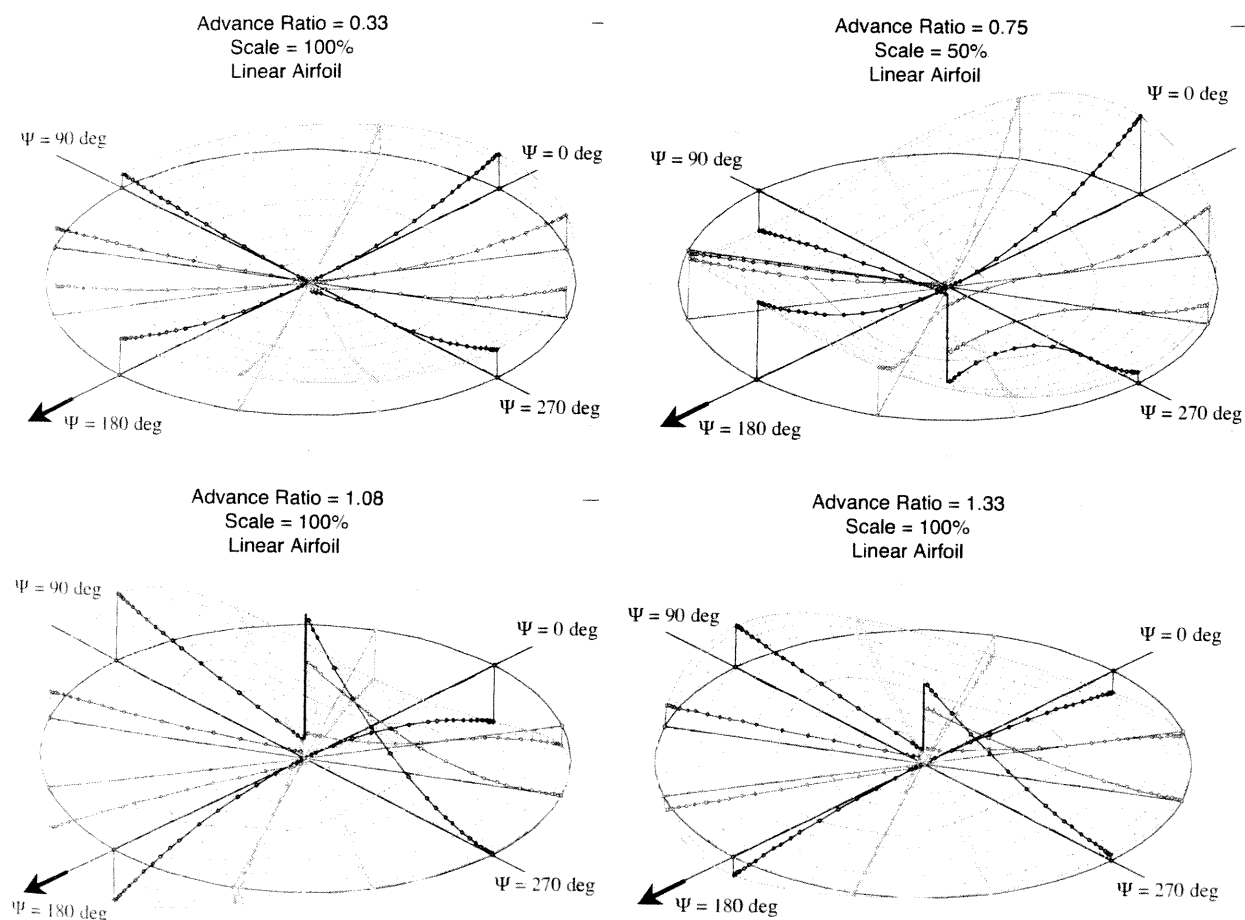 Advance Ratio = 0.33
Scale = 100%
Linear Airfoil
Ψ = 90 deg
Ψ = 0 deg
Ψ = 180 deg
Ψ = 270 deg
Advance Ratio = 0.75
Scale = 50%
Linear Airfoil
Ψ = 0 deg
Ψ = 90 deg
Ψ = 180 deg
Ψ = 270 deg
Advance Ratio = 1.08
Scale = 100%
Linear Airfoil
Ψ = 90 deg
Ψ = 0 deg
Ψ = 180 deg
Ψ = 270 deg
Advance Ratio = 1.33
Scale = 100%
Linear Airfoil
Ψ = 90 deg
Ψ = 0 deg
Ψ = 180 deg
Ψ = 270 deg